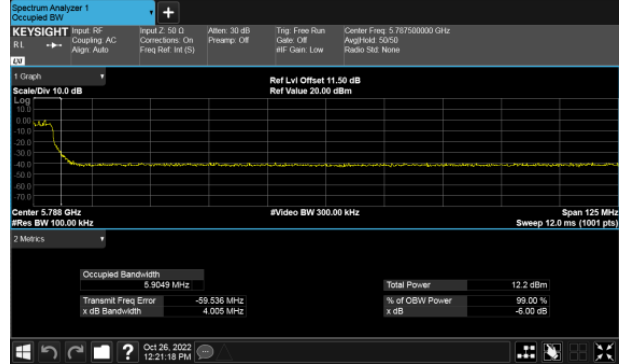 Spectrum Analyzer 1
Occupied BW
+
KEYSIGHT Input: RF Input Z: 50 Ω Atten: 30 dB Trig: Free Run Center Freq: 5.787500000 GHz
RL Coupling: AC Corrections: On Preamp: Off Gate: Off Avg|Hold: 50/50
Align: Auto Freq Ref: Int (S) #IF Gain: Low Radio Std: None
LXI
1 Graph Ref Lvl Offset 11.50 dB
Scale/Div 10.0 dB Ref Value 20.00 dBm
Log
10.0
0.00
-10.0
-20.0
-30.0
-40.0
-50.0
-60.0
-70.0
Center 5.788 GHz #Video BW 300.00 kHz Span 125 MHz
#Res BW 100.00 kHz Sweep 12.0 ms (1001 pts)
2 Metrics
Occupied Bandwidth
5.9049 MHz Total Power 12.2 dBm
Transmit Freq Error -59.536 MHz % of OBW Power 99.00 %
x dB Bandwidth 4.005 MHz x dB -6.00 dB
? Oct 26, 2022
12:21:18 PM